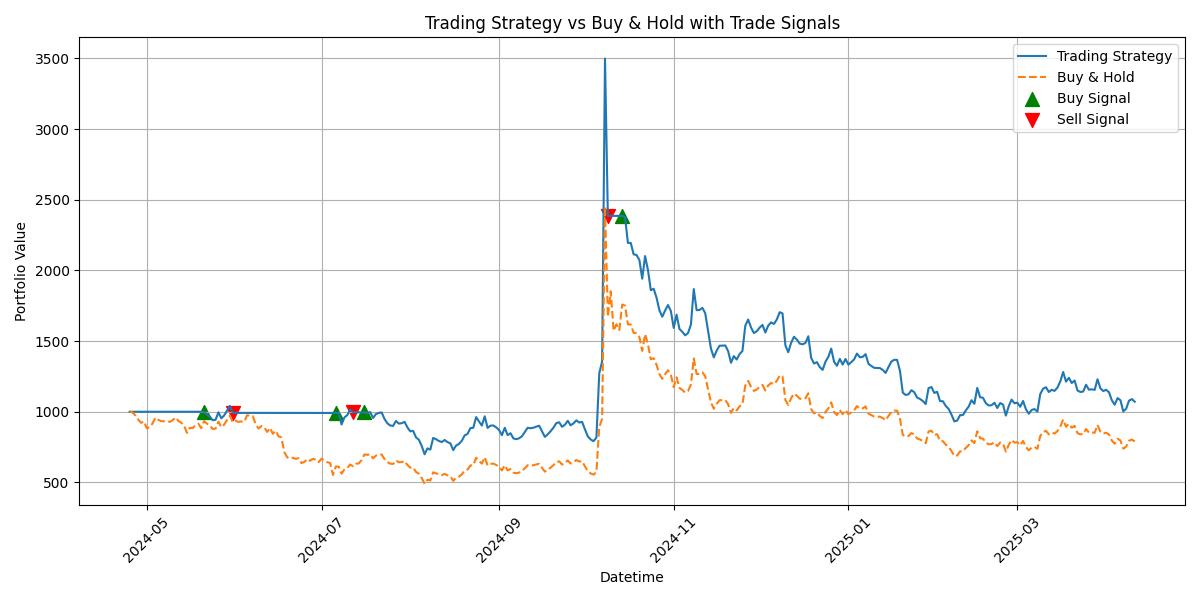 Trading Strategy vs Buy & Hold with Trade Signals
Trading Strategy
Buy & Hold
Buy Signal
Sell Signal
Portfolio Value
3500
3000
2500
2000
1500
1000
500
2024-05
2024-07
2024-09
2024-11
2025-01
2025-03
Datetime